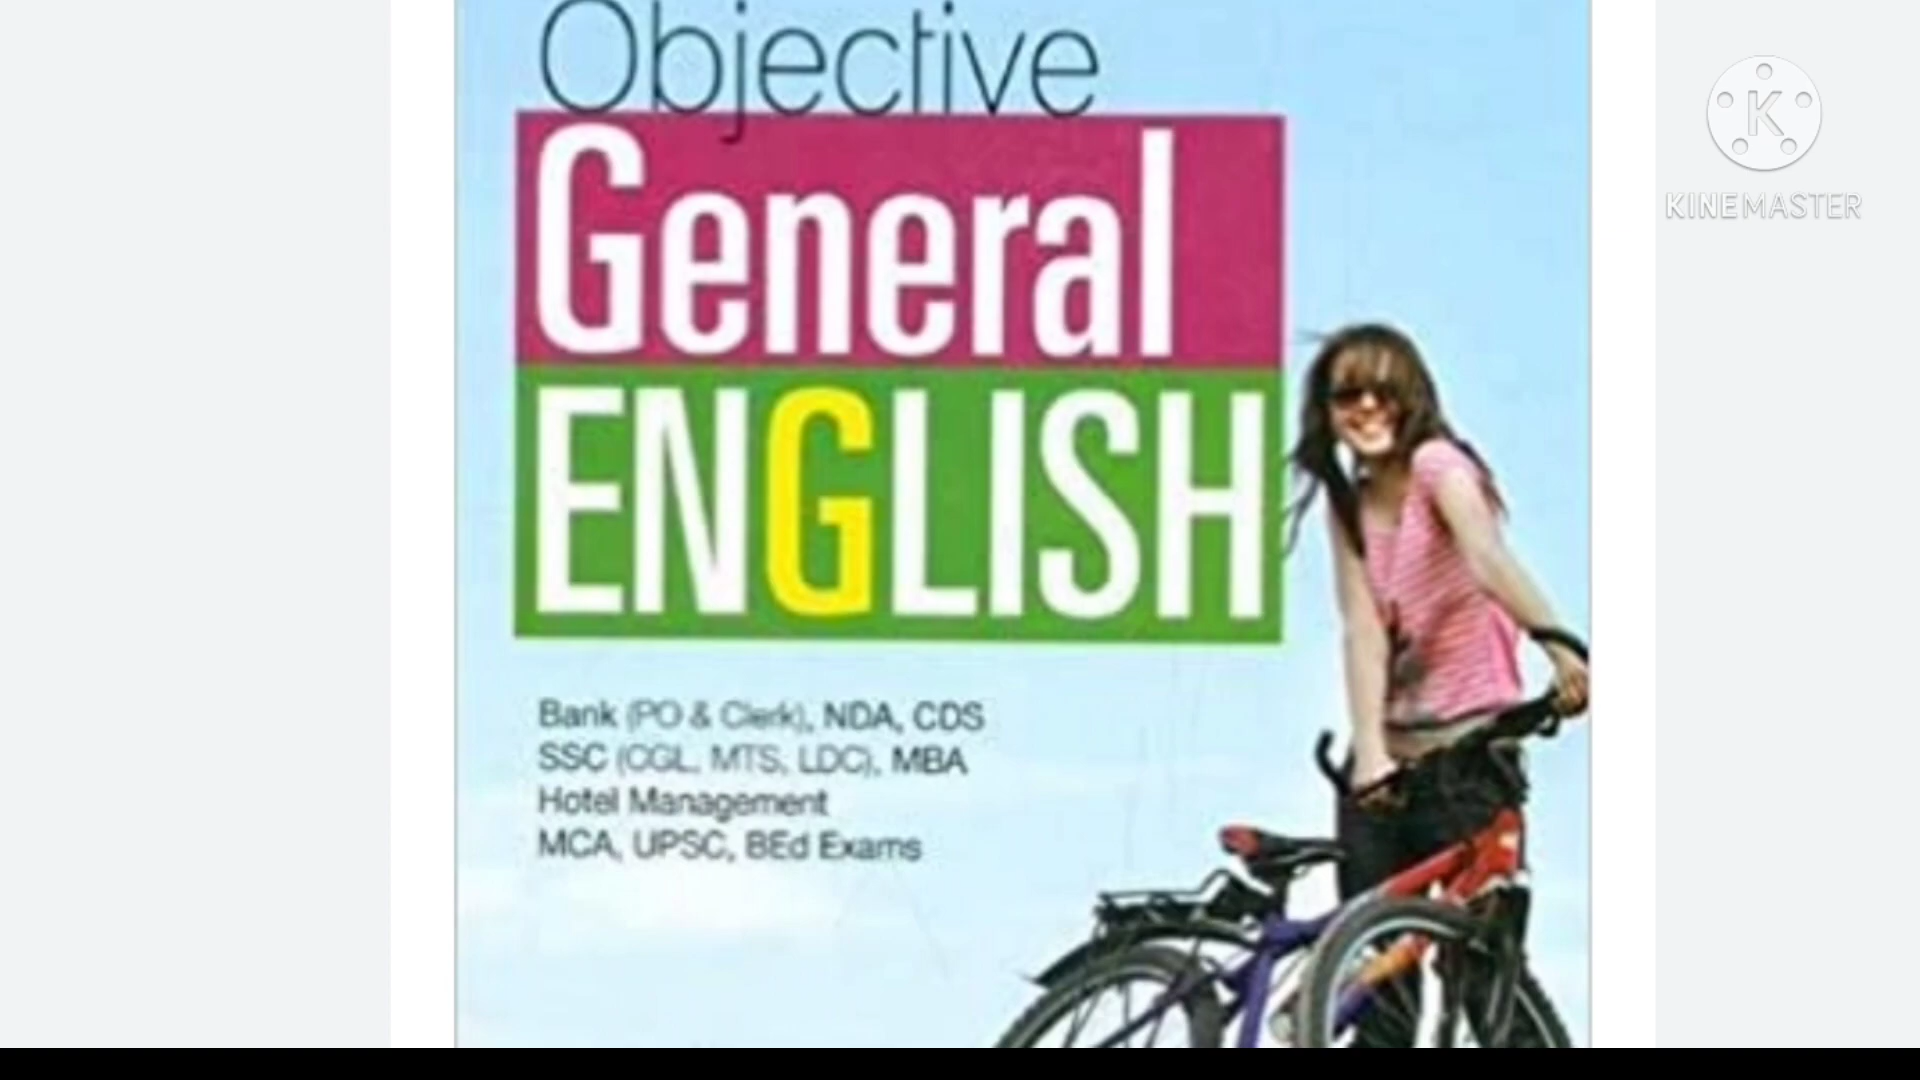 Objective
General
ENGLISH
Bank (PO & Clerk), NDA, CDS
SSC (CGL, MTS, LDC), MBA
Hotel Management
MCA, UPSC, BEd Exams
K
KINEMASTER